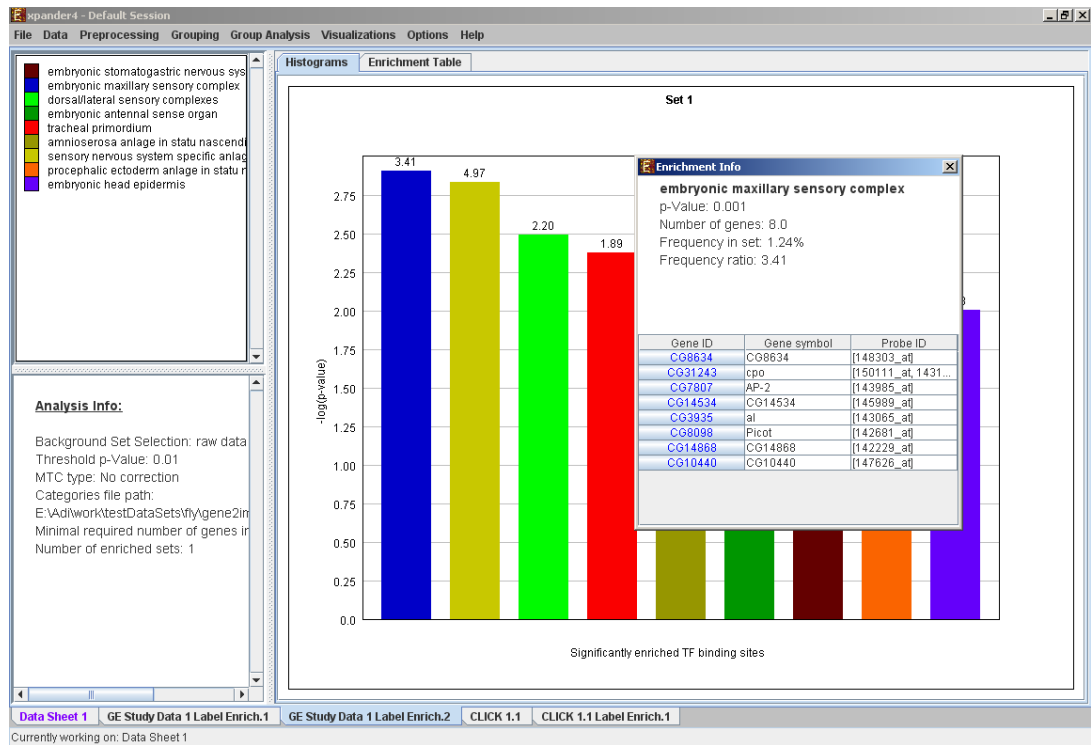 Expander4 - Default Session
File Data Preprocessing Grouping Group Analysis Visualizations Options Help
embryonic stomatogastric nervous sys
embryonic maxillary sensory complex
dorsal/lateral sensory complexes
embryonic antennal sense organ
tracheal primordium
amnioserosa anlage in statu nascendi
sensory nervous system specific anlag
procephalic ectoderm anlage in statu n
embryonic head epidermis
Analysis Info:
Background Set Selection: raw data
Threshold p-Value: 0.01
MTC type: No correction
Categories file path:
E:\Adi\work\testDataSets\fly\gene2im
Minimal required number of genes in
Number of enriched sets: 1
Histograms Enrichment Table
Set 1
3.41
4.97
2.20
1.89
2.75
2.50
2.25
2.00
1.75
1.50
1.25
1.00
0.75
0.50
0.25
0.0
-log(p-value)
Significantly enriched TF binding sites
Enrichment Info
embryonic maxillary sensory complex
p-Value: 0.001
Number of genes: 8.0
Frequency in set: 1.24%
Frequency ratio: 3.41
Gene ID Gene symbol Probe ID
CG8634 CG8634 [148303_at]
CG31243 cpo [150111_at, 1431...
CG7807 AP-2 [143985_at]
CG14534 CG14534 [145989_at]
CG3935 al [143065_at]
CG8098 Picot [142681_at]
CG14868 CG14868 [142229_at]
CG10440 CG10440 [147626_at]
Data Sheet 1 GE Study Data 1 Label Enrich.1 GE Study Data 1 Label Enrich.2 CLICK 1.1 CLICK 1.1 Label Enrich.1
Currently working on: Data Sheet 1